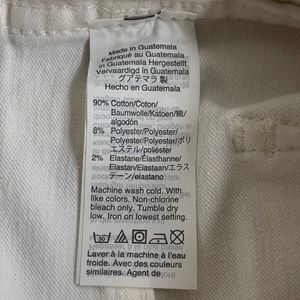 Made in Guatemala
Fabriqué au Guatemala
in Guatemala Hergestellt
Vervaardigd in Guatemala
グアテマラ製
Hecho en Guatemala
90% Cotton/Coton/
Baumwolle/Katoen/綿/
algodón
8% Polyester/Polyester/
Polyester/Polyester/ポリ
エステル/poliéster
2% Elastane/Élasthanne/
Elastan/Elastaan/エラス
テーン/elastano
Machine wash cold. With
like colors. Non-chlorine
bleach only. Tumble dry
low. Iron on lowest setting.
30
Laver à la machine à l'eau
froide. Avec des couleurs
similaires. Agent de